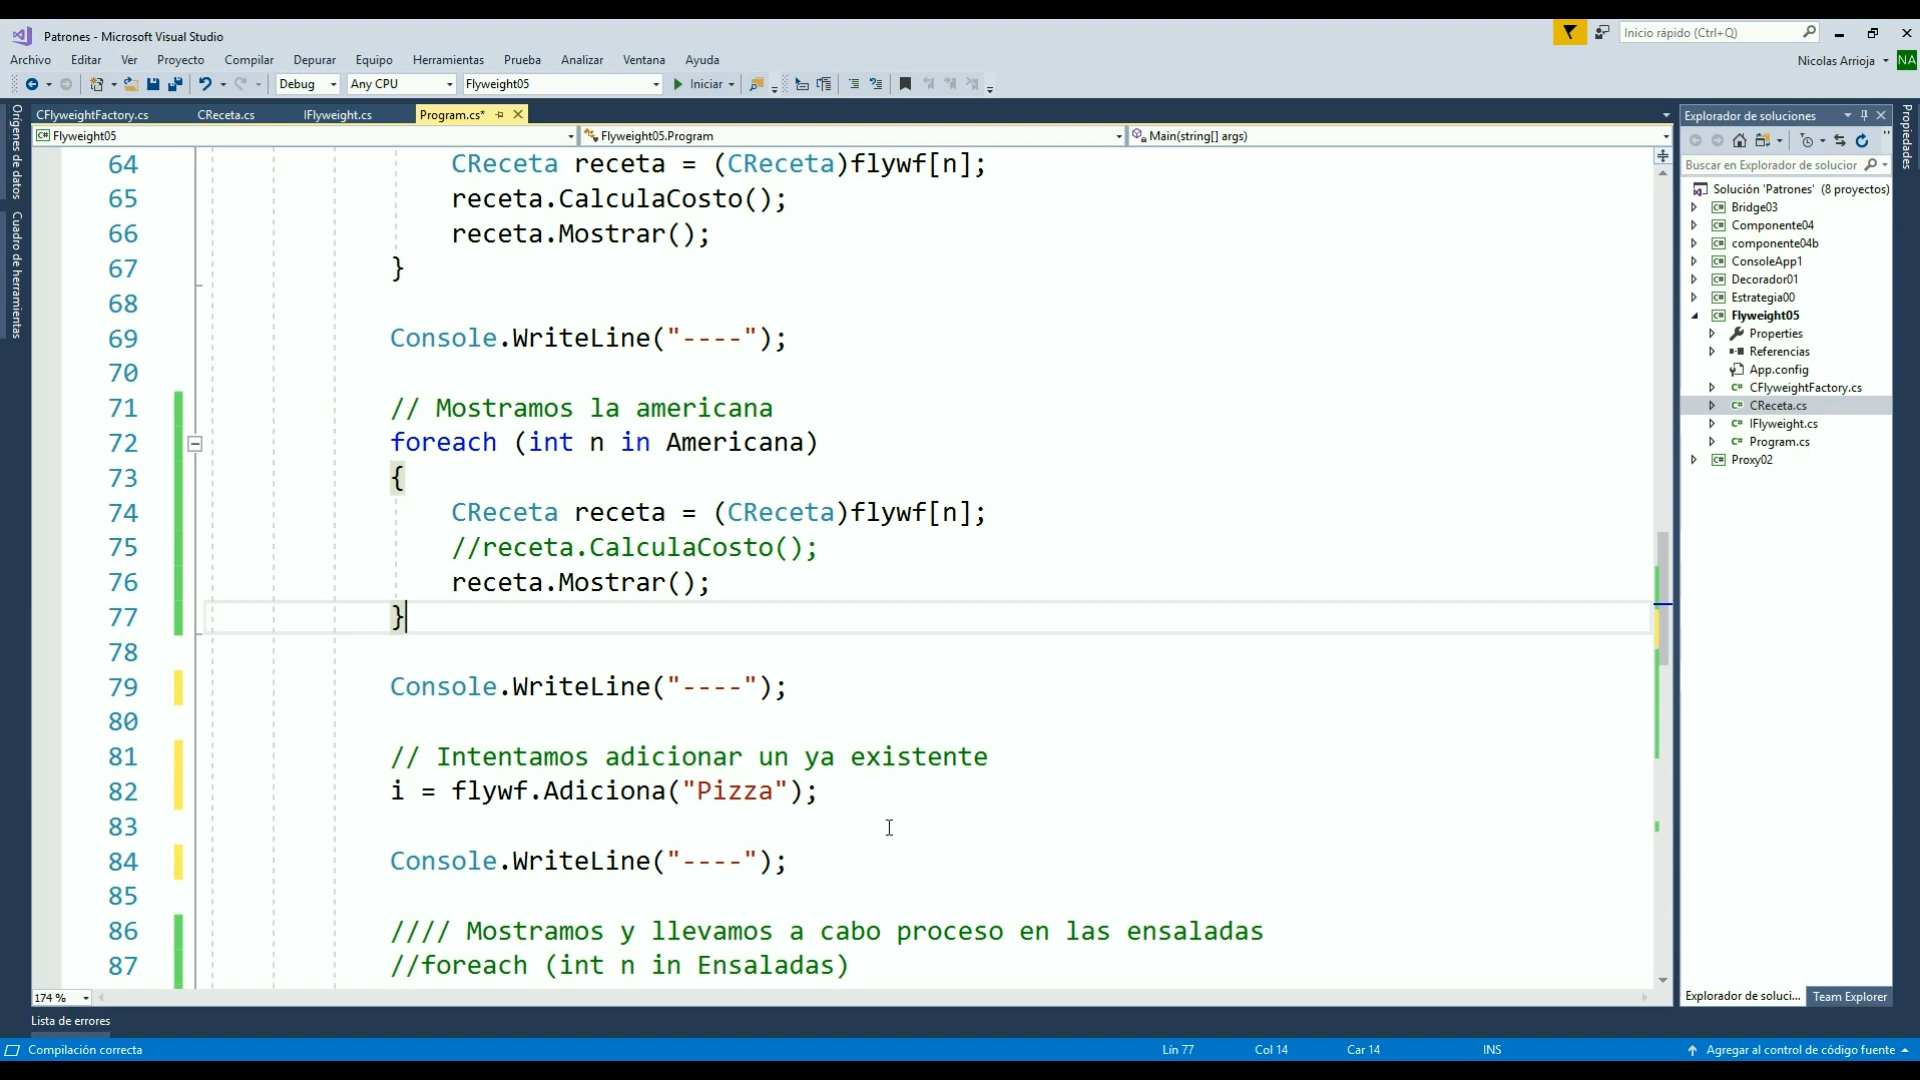 Patrones - Microsoft Visual Studio
Inicio rápido (Ctrl+Q)
Archivo Editar Ver Proyecto Compilar Depurar Equipo Herramientas Prueba Analizar Ventana Ayuda
Nicolas Arrioja NA
Debug Any CPU Flyweight05 Iniciar
Orígenes de datos
Cuadro de herramientas
CFlyweightFactory.cs CReceta.cs IFlyweight.cs Program.cs*
Flyweight05 Flyweight05.Program Main(string[] args)
64 CReceta receta = (CReceta)flywf[n];
65 receta.CalculaCosto();
66 receta.Mostrar();
67 }
68
69 Console.WriteLine("----");
70
71 // Mostramos la americana
72 foreach (int n in Americana)
73 {
74 CReceta receta = (CReceta)flywf[n];
75 //receta.CalculaCosto();
76 receta.Mostrar();
77 }
78
79 Console.WriteLine("----");
80
81 // Intentamos adicionar un ya existente
82 i = flywf.Adiciona("Pizza");
83
84 Console.WriteLine("----");
85
86 //// Mostramos y llevamos a cabo proceso en las ensaladas
87 //foreach (int n in Ensaladas)
174 %
Explorador de soluciones
Buscar en Explorador de solucior
Solución 'Patrones' (8 proyectos)
Bridge03
Componente04
componente04b
ConsoleApp1
Decorador01
Estrategia00
Flyweight05
Properties
Referencias
App.config
CFlyweightFactory.cs
CReceta.cs
IFlyweight.cs
Program.cs
Proxy02
Explorador de soluci... Team Explorer
Propiedades
Lista de errores
Compilación correcta Lín 77 Col 14 Car 14 INS Agregar al control de código fuente